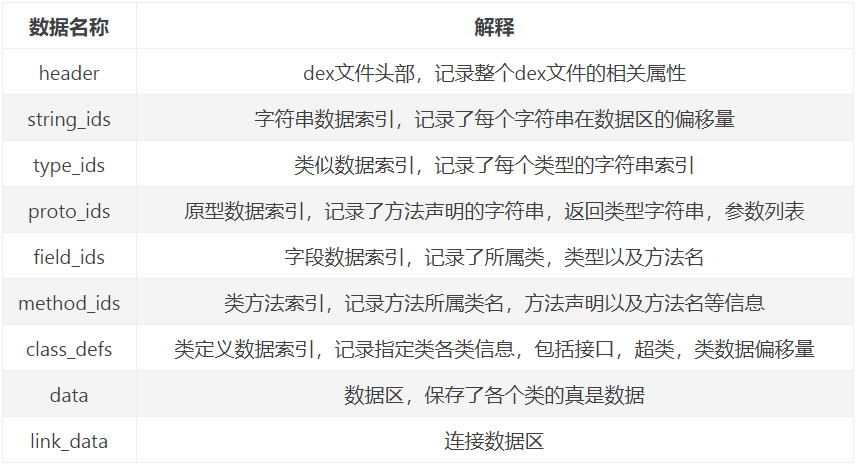 数据名称 解释
header dex文件头部，记录整个dex文件的相关属性
string_ids 字符串数据索引，记录了每个字符串在数据区的偏移量
type_ids 类似数据索引，记录了每个类型的字符串索引
proto_ids 原型数据索引，记录了方法声明的字符串，返回类型字符串，参数列表
field_ids 字段数据索引，记录了所属类，类型以及方法名
method_ids 类方法索引，记录方法所属类名，方法声明以及方法名等信息
class_defs 类定义数据索引，记录指定类各类信息，包括接口，超类，类数据偏移量
data 数据区，保存了各个类的真是数据
link_data 连接数据区